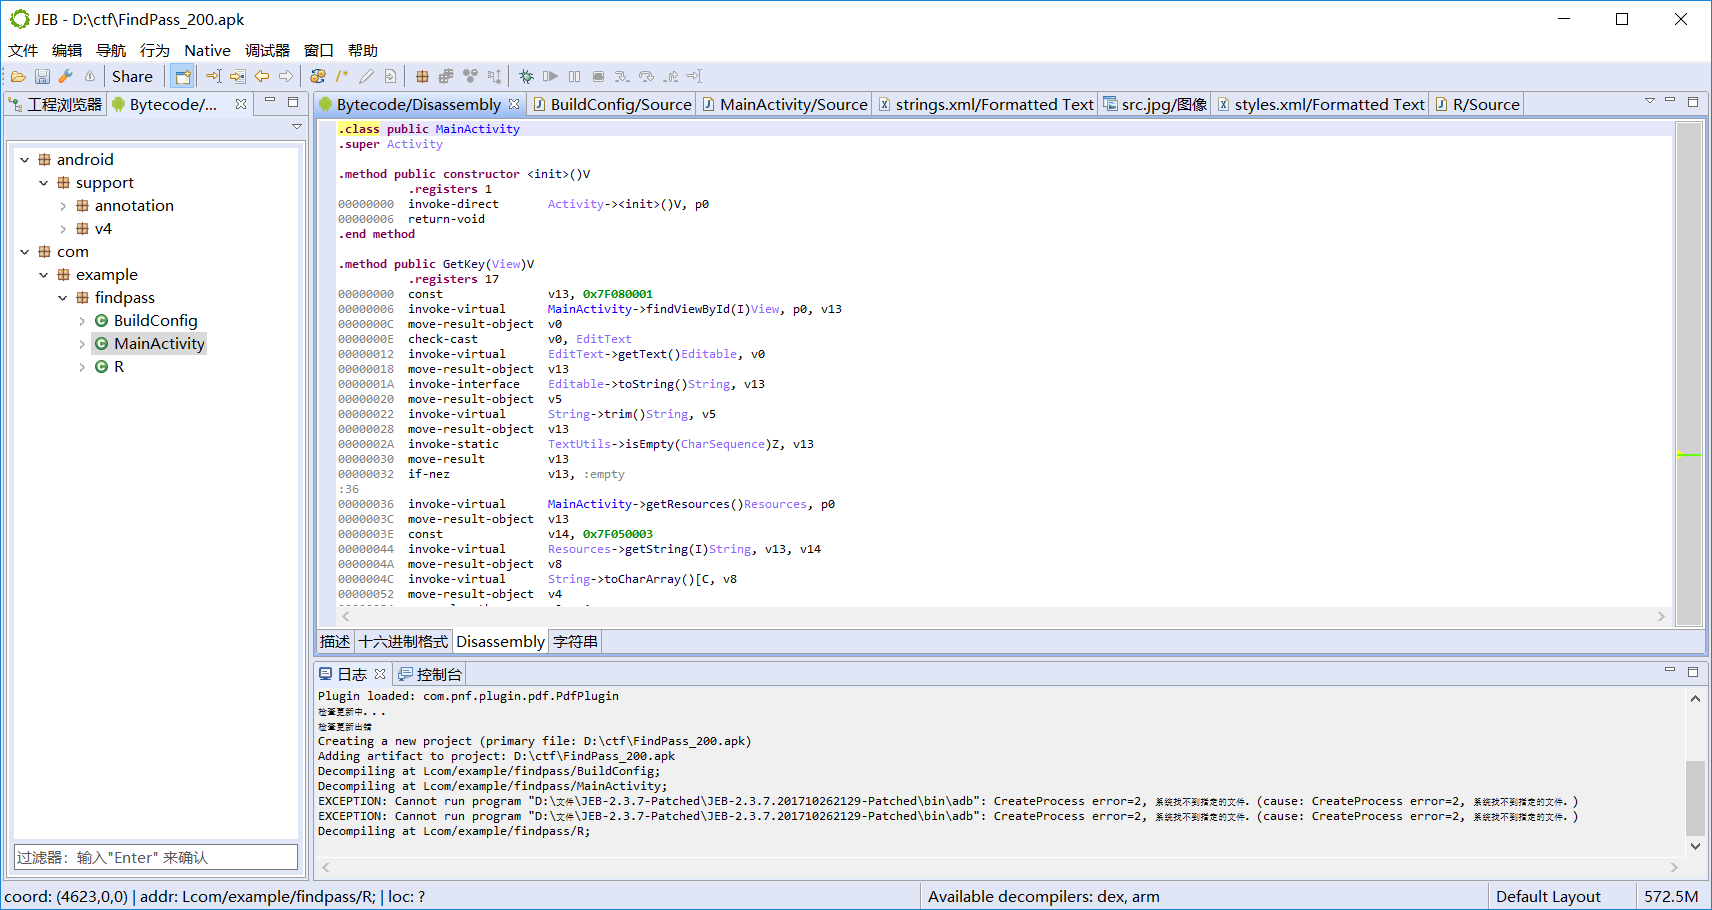 JEB - D:\ctf\FindPass_200.apk
文件 编辑 导航 行为 Native 调试器 窗口 帮助
Share
工程浏览器 Bytecode/...
android
support
annotation
v4
com
example
findpass
BuildConfig
MainActivity
R
过滤器：输入"Enter" 来确认
Bytecode/Disassembly BuildConfig/Source MainActivity/Source strings.xml/Formatted Text src.jpg/图像 styles.xml/Formatted Text R/Source
.class public MainActivity
.super Activity
.method public constructor <init>()V
.registers 1
00000000 invoke-direct Activity-><init>()V, p0
00000006 return-void
.end method
.method public GetKey(View)V
.registers 17
00000000 const v13, 0x7F080001
00000006 invoke-virtual MainActivity->findViewById(I)View, p0, v13
0000000C move-result-object v0
0000000E check-cast v0, EditText
00000012 invoke-virtual EditText->getText()Editable, v0
00000018 move-result-object v13
0000001A invoke-interface Editable->toString()String, v13
00000020 move-result-object v5
00000022 invoke-virtual String->trim()String, v5
00000028 move-result-object v13
0000002A invoke-static TextUtils->isEmpty(CharSequence)Z, v13
00000030 move-result v13
00000032 if-nez v13, :empty
:36
00000036 invoke-virtual MainActivity->getResources()Resources, p0
0000003C move-result-object v13
0000003E const v14, 0x7F050003
00000044 invoke-virtual Resources->getString(I)String, v13, v14
0000004A move-result-object v8
0000004C invoke-virtual String->toCharArray()[C, v8
00000052 move-result-object v4
描述 十六进制格式 Disassembly 字符串
日志 控制台
Plugin loaded: com.pnf.plugin.pdf.PdfPlugin
检查更新中...
检查更新出错
Creating a new project (primary file: D:\ctf\FindPass_200.apk)
Adding artifact to project: D:\ctf\FindPass_200.apk
Decompiling at Lcom/example/findpass/BuildConfig;
Decompiling at Lcom/example/findpass/MainActivity;
EXCEPTION: Cannot run program "D:\文件\JEB-2.3.7-Patched\JEB-2.3.7.201710262129-Patched\bin\adb": CreateProcess error=2, 系统找不到指定的文件。(cause: CreateProcess error=2, 系统找不到指定的文件。)
EXCEPTION: Cannot run program "D:\文件\JEB-2.3.7-Patched\JEB-2.3.7.201710262129-Patched\bin\adb": CreateProcess error=2, 系统找不到指定的文件。(cause: CreateProcess error=2, 系统找不到指定的文件。)
Decompiling at Lcom/example/findpass/R;
coord: (4623,0,0) | addr: Lcom/example/findpass/R; | loc: ? Available decompilers: dex, arm Default Layout 572.5M